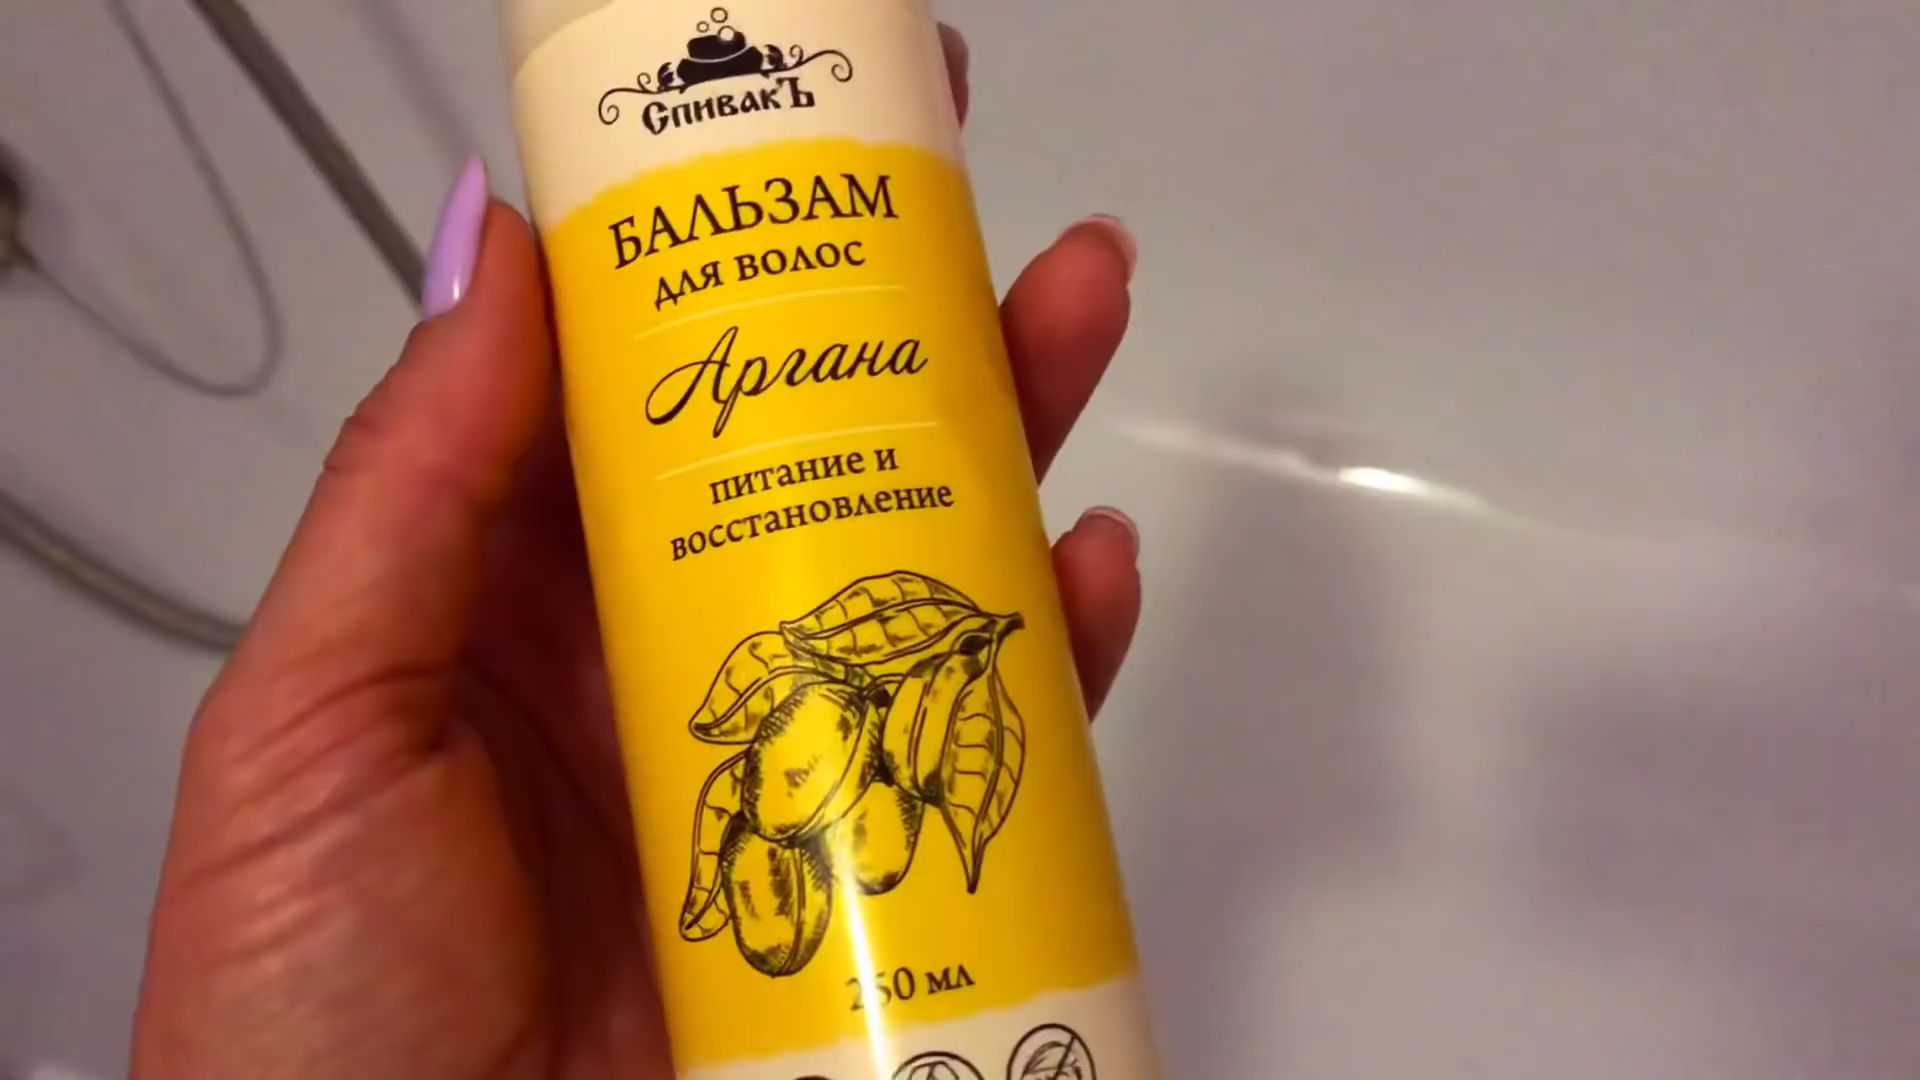 СпивакЪ
БАЛЬЗАМ
для волос
Аргана
питание и
восстановление
250 мл